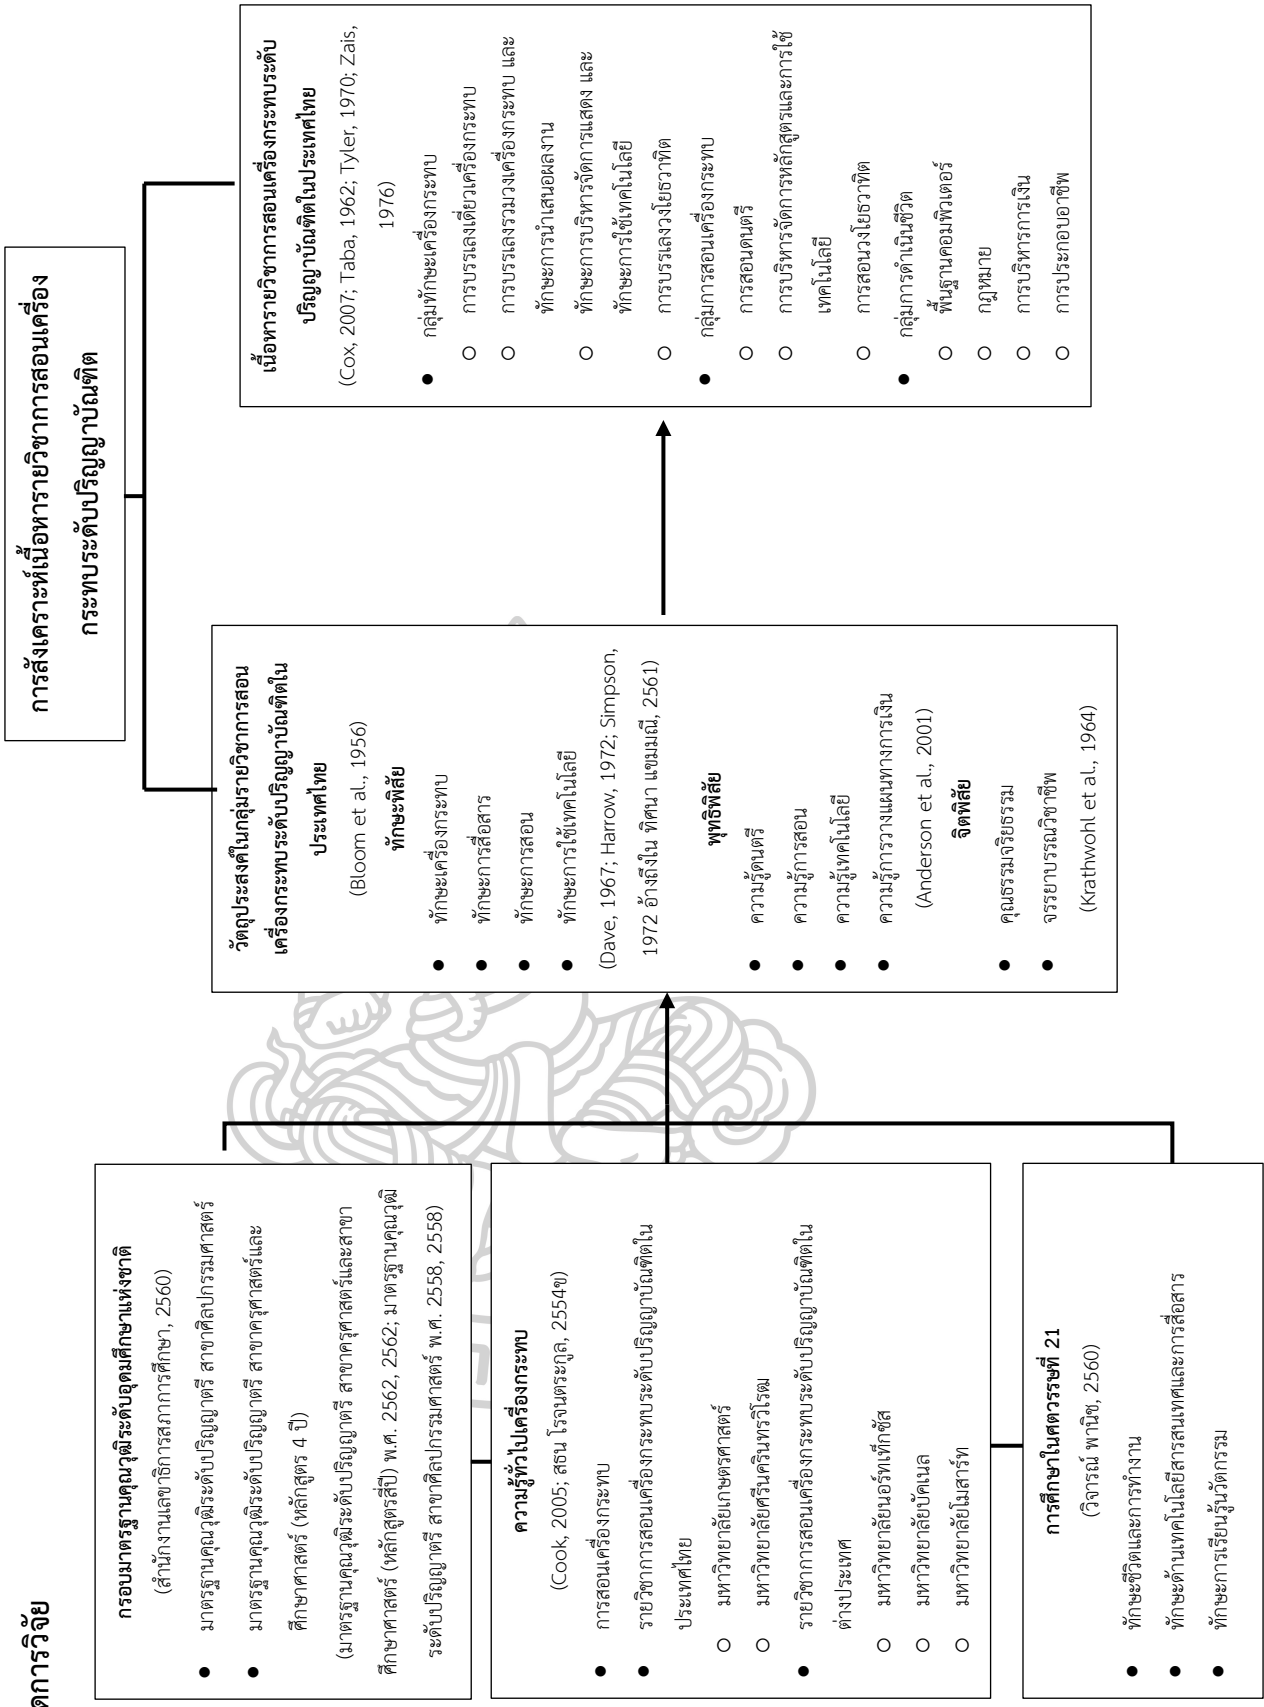 ดการวิจัย
การสังเคราะห์เนื้อหารายวิชาการสอนเครื่อง
กระทบระดับปริญญาบัณฑิต
กรอบมาตรฐานคุณวุฒิระดับอุดมศึกษาแห่งชาติ
(สำนักงานเลขาธิการสภาการศึกษา, 2560)
● มาตรฐานคุณวุฒิระดับปริญญาตรี สาขาศิลปกรรมศาสตร์
● มาตรฐานคุณวุฒิระดับปริญญาตรี สาขาครุศาสตร์และ
ศึกษาศาสตร์ (หลักสูตร 4 ปี)
(มาตรฐานคุณวุฒิระดับปริญญาตรี สาขาครุศาสตร์และสาขา
ศึกษาศาสตร์ (หลักสูตรสี่ปี) พ.ศ. 2562, 2562; มาตรฐานคุณวุฒิ
ระดับปริญญาตรี สาขาศิลปกรรมศาสตร์ พ.ศ. 2558, 2558)
ความรู้ทั่วไปเครื่องกระทบ
(Cook, 2005; สธน โรจนตระกูล, 2554ข)
● การสอนเครื่องกระทบ
● รายวิชาการสอนเครื่องกระทบระดับปริญญาบัณฑิตใน
ประเทศไทย
○ มหาวิทยาลัยเกษตรศาสตร์
○ มหาวิทยาลัยศรีนครินทรวิโรฒ
● รายวิชาการสอนเครื่องกระทบระดับปริญญาบัณฑิตใน
ต่างประเทศ
○ มหาวิทยาลัยนอร์ทเท็กซัส
○ มหาวิทยาลัยบัคเนล
○ มหาวิทยาลัยโมสาร์ท
การศึกษาในศตวรรษที่ 21
(วิจารณ์ พานิช, 2560)
● ทักษะชีวิตและการทำงาน
● ทักษะด้านเทคโนโลยีสารสนเทศและการสื่อสาร
● ทักษะการเรียนรู้นวัตกรรม
วัตถุประสงค์ในกลุ่มรายวิชาการสอน
เครื่องกระทบระดับปริญญาบัณฑิตใน
ประเทศไทย
(Bloom et al., 1956)
ทักษะพิสัย
● ทักษะเครื่องกระทบ
● ทักษะการสื่อสาร
● ทักษะการสอน
● ทักษะการใช้เทคโนโลยี
(Dave, 1967; Harrow, 1972; Simpson,
1972 อ้างถึงใน ทิศนา แขมมณี, 2561)
พุทธิพิสัย
● ความรู้ดนตรี
● ความรู้การสอน
● ความรู้เทคโนโลยี
● ความรู้การวางแผนทางการเงิน
(Anderson et al., 2001)
จิตพิสัย
● คุณธรรมจริยธรรม
● จรรยาบรรณวิชาชีพ
(Krathwohl et al., 1964)
เนื้อหารายวิชาการสอนเครื่องกระทบระดับ
ปริญญาบัณฑิตในประเทศไทย
(Cox, 2007; Taba, 1962; Tyler, 1970; Zais,
1976)
● กลุ่มทักษะเครื่องกระทบ
○ การบรรเลงเดี่ยวเครื่องกระทบ
○ การบรรเลงรวมวงเครื่องกระทบ และ
ทักษะการนำเสนอผลงาน
○ ทักษะการบริหารจัดการแสดง และ
ทักษะการใช้เทคโนโลยี
○ การบรรเลงวงโยธวาทิต
● กลุ่มการสอนเครื่องกระทบ
○ การสอนดนตรี
○ การบริหารจัดการหลักสูตรและการใช้
เทคโนโลยี
○ การสอนวงโยธวาทิต
● กลุ่มการดำเนินชีวิต
○ พื้นฐานคอมพิวเตอร์
○ กฎหมาย
○ การบริหารการเงิน
○ การประกอบอาชีพ